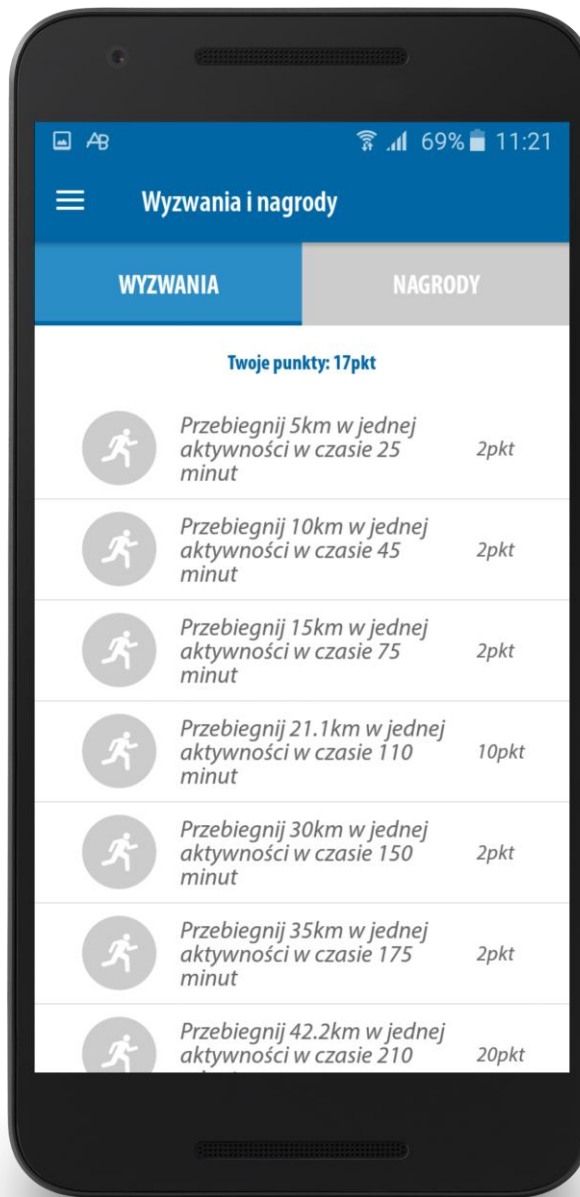 AB 69% 11:21
Wyzwania i nagrody
WYZWANIA NAGRODY
Twoje punkty: 17pkt
Przebiegnij 5km w jednej
aktywności w czasie 25
minut
2pkt
Przebiegnij 10km w jednej
aktywności w czasie 45
minut
2pkt
Przebiegnij 15km w jednej
aktywności w czasie 75
minut
2pkt
Przebiegnij 21.1km w jednej
aktywności w czasie 110
minut
10pkt
Przebiegnij 30km w jednej
aktywności w czasie 150
minut
2pkt
Przebiegnij 35km w jednej
aktywności w czasie 175
minut
2pkt
Przebiegnij 42.2km w jednej
aktywności w czasie 210
20pkt